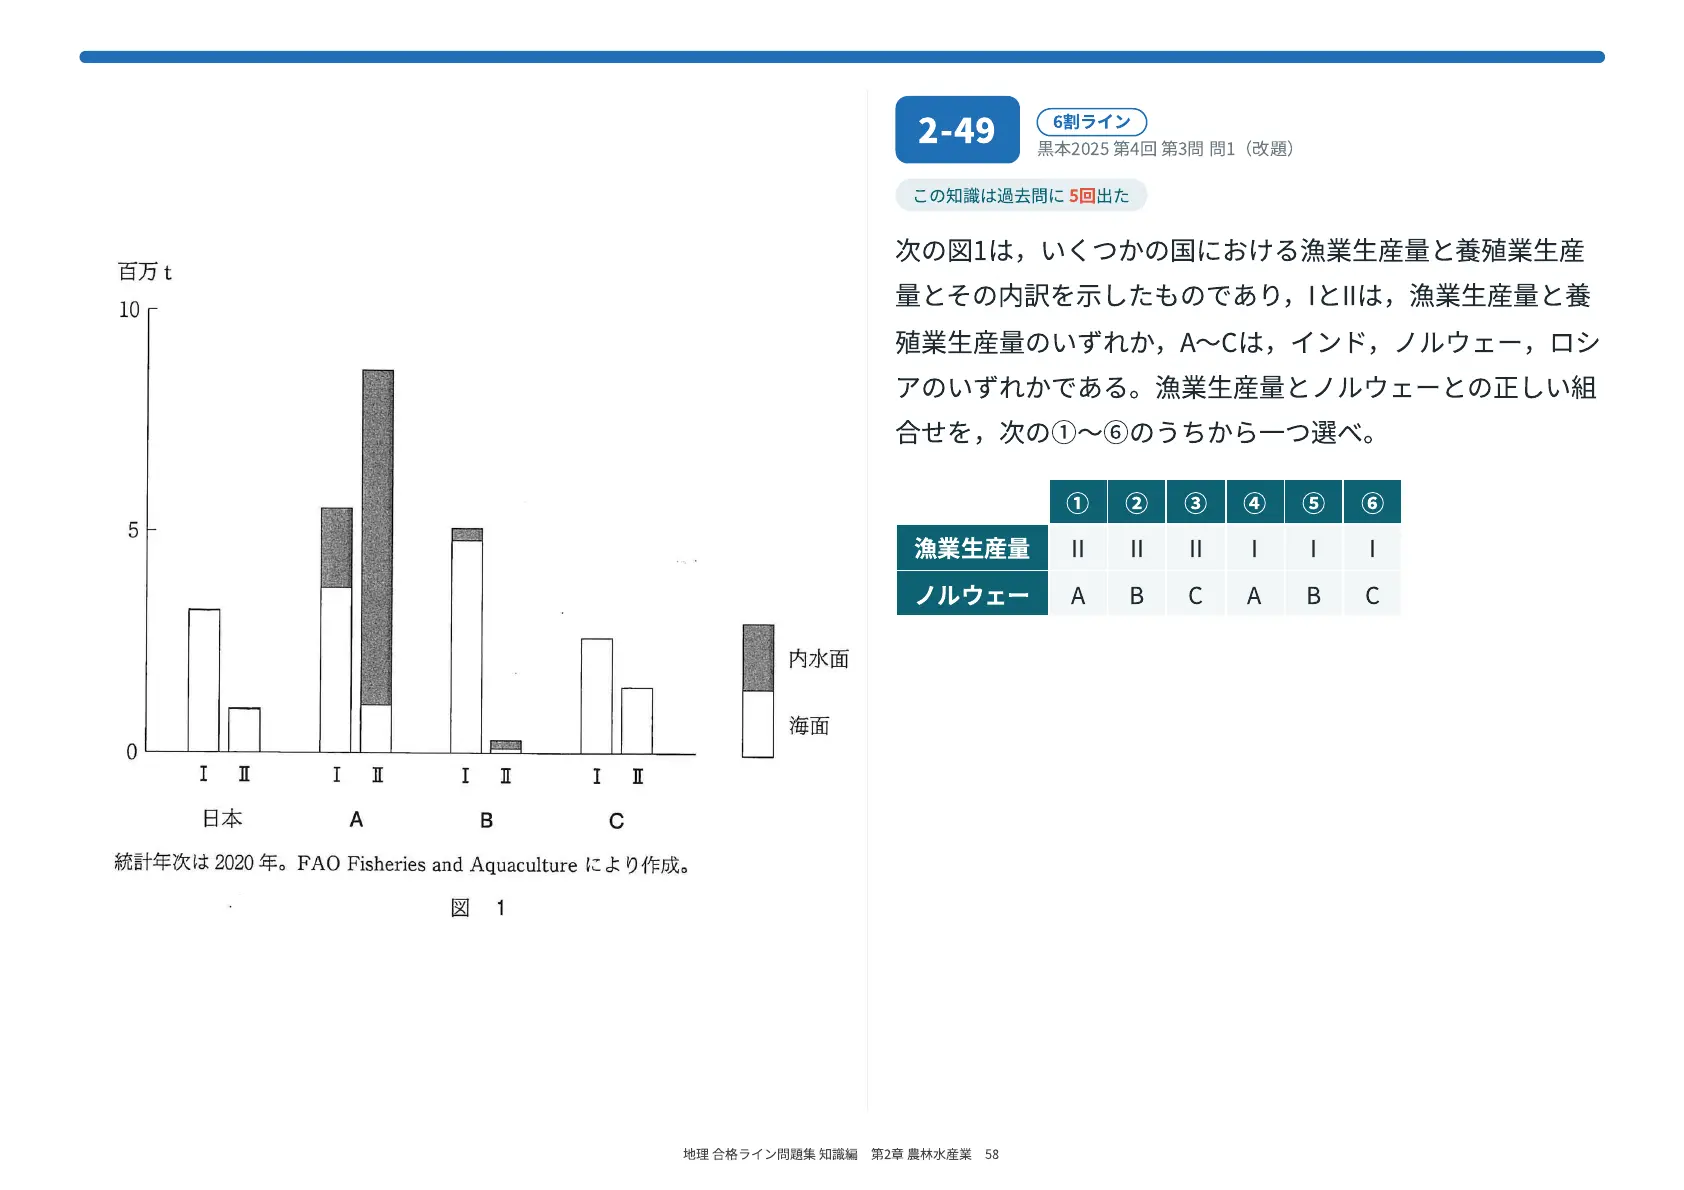 百万 t
10
5
0
Ⅰ Ⅱ Ⅰ Ⅱ Ⅰ Ⅱ Ⅰ Ⅱ
日本 A B C
内水面
海面
統計年次は 2020 年。FAO Fisheries and Aquaculture により作成。
図 1
2-49
6割ライン
黒本2025 第4回 第3問 問1（改題）
この知識は過去問に 5回出た
次の図1は，いくつかの国における漁業生産量と養殖業生産
量とその内訳を示したものであり，ⅠとⅡは，漁業生産量と養
殖業生産量のいずれか，A～Cは，インド，ノルウェー，ロシ
アのいずれかである。漁業生産量とノルウェーとの正しい組
合せを，次の①～⑥のうちから一つ選べ。
① ② ③ ④ ⑤ ⑥
漁業生産量 Ⅱ Ⅱ Ⅱ Ⅰ Ⅰ Ⅰ
ノルウェー A B C A B C
地理 合格ライン問題集 知識編 第2章 農林水産業 58